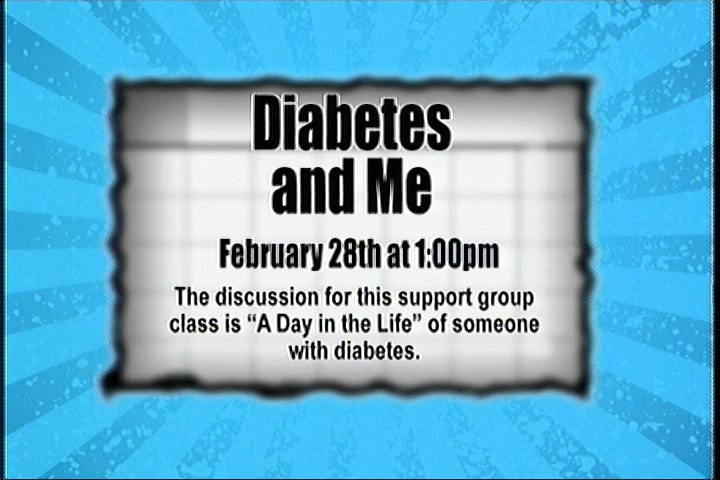 Diabetes
and Me
February 28th at 1:00pm
The discussion for this support group
class is “A Day in the Life” of someone
with diabetes.